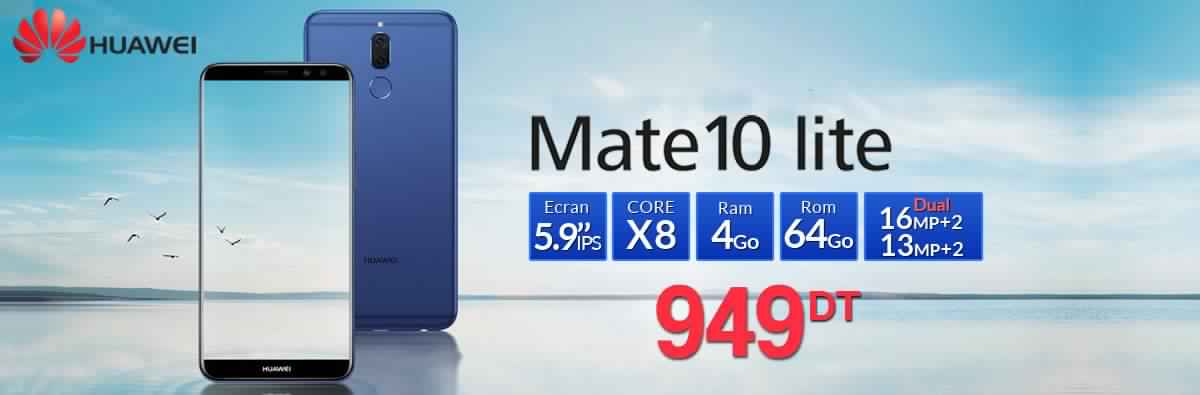 HUAWEI
HUAWEI
HUAWEI
Mate10 lite
Ecran
5.9” IPS
CORE
X8
Ram
4Go
Rom
64Go
Dual
16MP+2
13MP+2
949DT